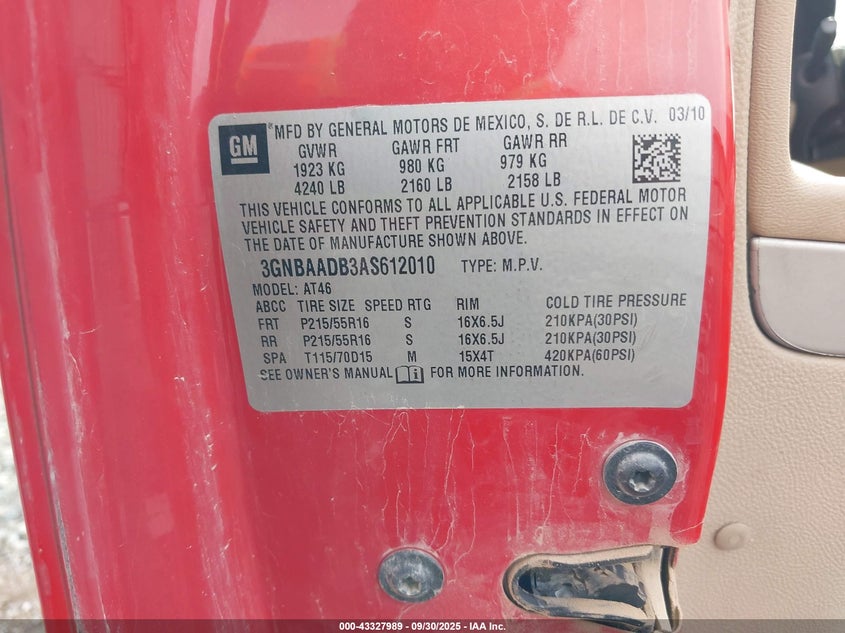 GM
® MFD BY GENERAL MOTORS DE MEXICO, S. DE R.L. DE C.V. 03/10
GVWR GAWR FRT GAWR RR
1923 KG 980 KG 979 KG
4240 LB 2160 LB 2158 LB
THIS VEHICLE CONFORMS TO ALL APPLICABLE U.S. FEDERAL MOTOR
VEHICLE SAFETY AND THEFT PREVENTION STANDARDS IN EFFECT ON
THE DATE OF MANUFACTURE SHOWN ABOVE.
3GNBAADB3AS612010 TYPE: M.P.V.
MODEL: AT46
ABCC TIRE SIZE SPEED RTG RIM COLD TIRE PRESSURE
FRT P215/55R16 S 16X6.5J 210KPA(30PSI)
RR P215/55R16 S 16X6.5J 210KPA(30PSI)
SPA T115/70D15 M 15X4T 420KPA(60PSI)
SEE OWNER'S MANUAL FOR MORE INFORMATION.
000-43327989 - 09/30/2025 - IAA Inc.